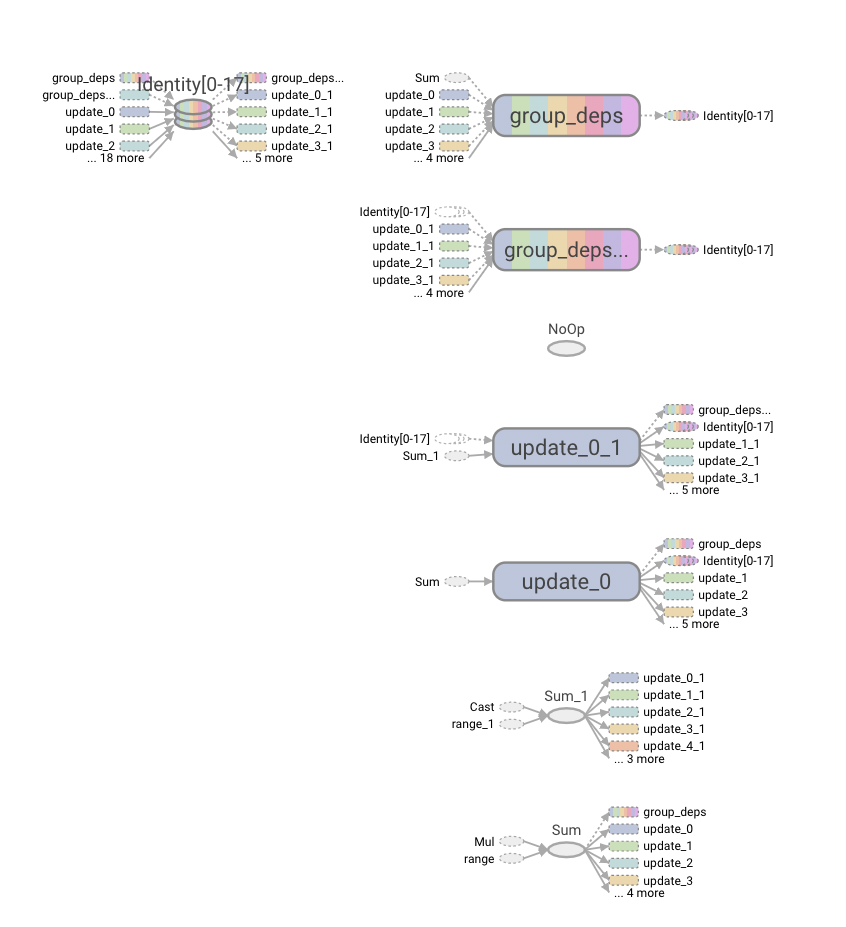 group_deps
group_deps...
update_0
update_1
update_2
... 18 more
Identity[0-17]
group_deps...
update_0_1
update_1_1
update_2_1
update_3_1
... 5 more
Sum
update_0
update_1
update_2
update_3
... 4 more
group_deps
Identity[0-17]
Identity[0-17]
update_0_1
update_1_1
update_2_1
update_3_1
... 4 more
group_deps...
Identity[0-17]
NoOp
Identity[0-17]
Sum_1
update_0_1
group_deps...
Identity[0-17]
update_1_1
update_2_1
update_3_1
... 5 more
Sum
update_0
group_deps
Identity[0-17]
update_1
update_2
update_3
... 5 more
Cast
range_1
Sum_1
update_0_1
update_1_1
update_2_1
update_3_1
update_4_1
... 3 more
Mul
range
Sum
group_deps
update_0
update_1
update_2
update_3
... 4 more